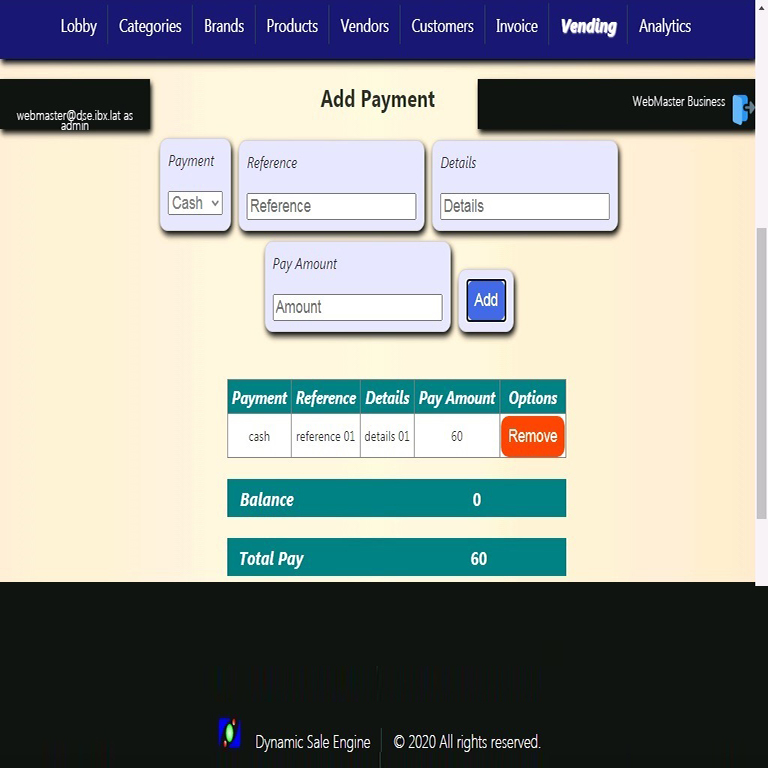 Lobby Categories Brands Products Vendors Customers Invoice Vending Analytics
webmaster@dse.ibx.lat as
admin
Add Payment
WebMaster Business
Payment Reference Details
Cash Reference Details
Pay Amount
Amount Add
Payment Reference Details Pay Amount Options
cash reference 01 details 01 60 Remove
Balance 0
Total Pay 60
Dynamic Sale Engine © 2020 All rights reserved.